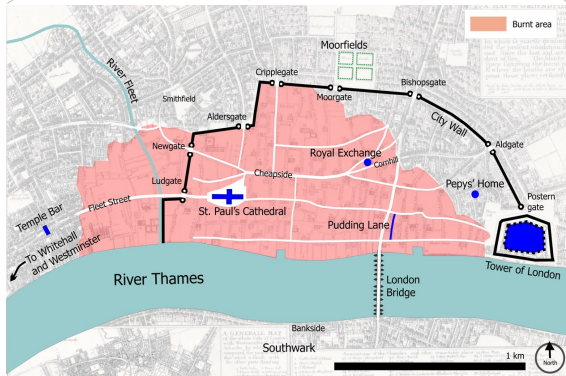 Burnt area
Moorfields
River Fleet
Cripplegate
Bishopsgate
Smithfield
Moorgate
Aldersgate
City Wall
Newgate
Royal Exchange
Aldgate
Cornhill
Cheapside
Ludgate
Pepys' Home
Postern
gate
Temple Bar
Fleet Street
St. Paul's Cathedral
Pudding Lane
To Whitehall
and Westminster
River Thames
London
Bridge
Tower of London
Bankside
Southwark
1 km
North